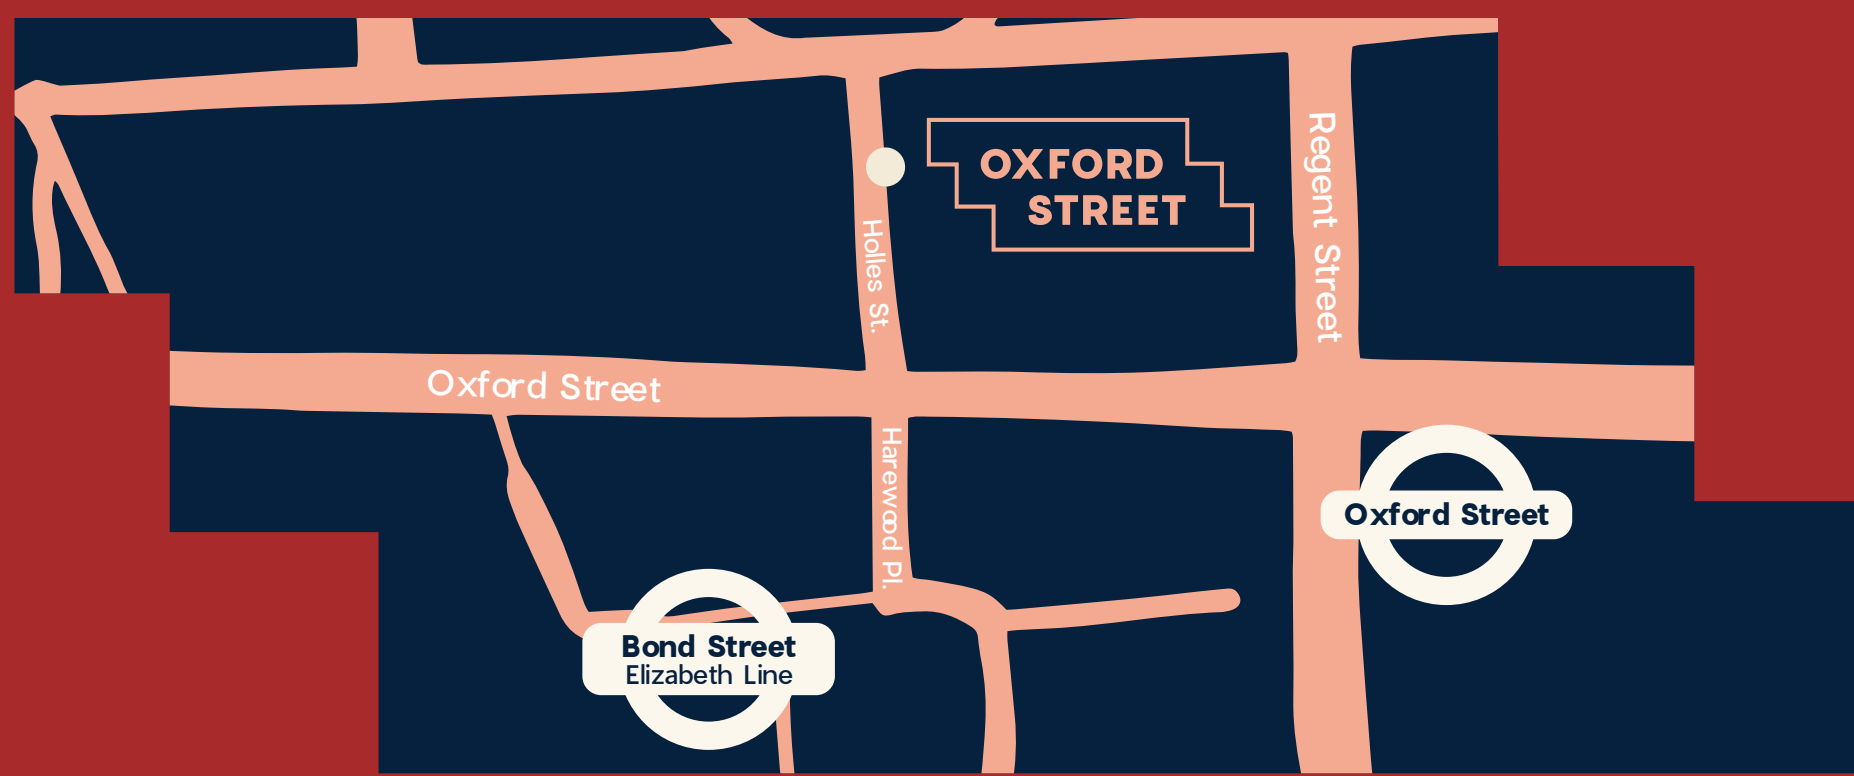 OXFORD
STREET
Regent Street
Holles St.
Oxford Street
Harewood Pl.
Oxford Street
Bond Street
Elizabeth Line